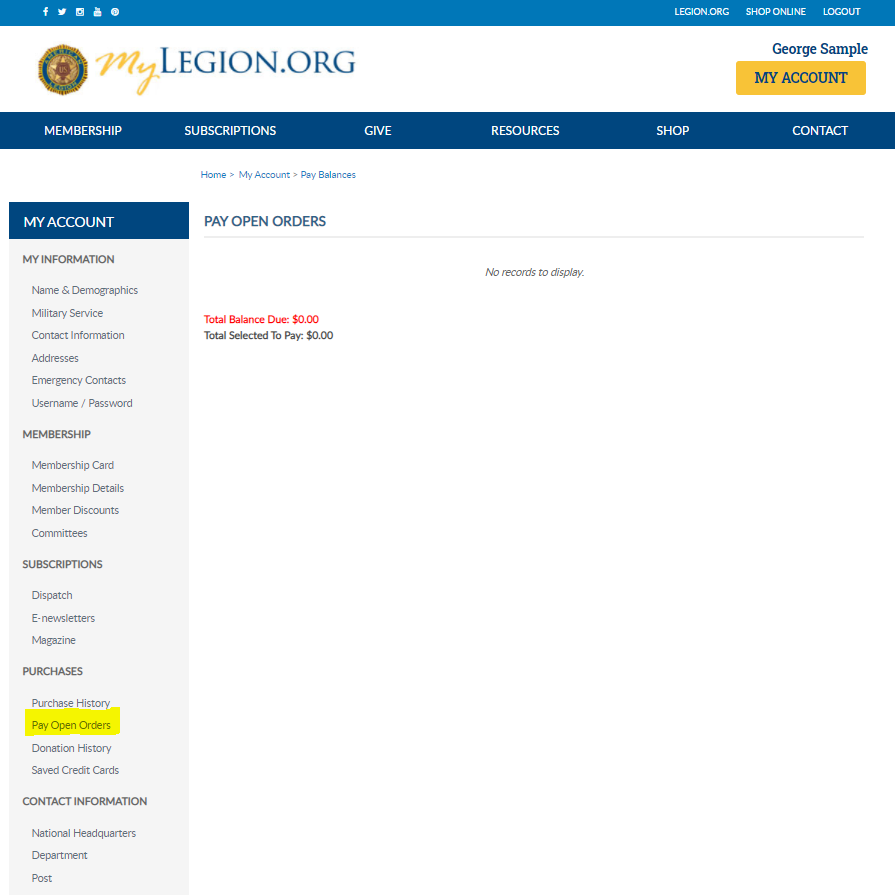 LEGION.ORG SHOP ONLINE LOGOUT
MyLEGION.ORG
George Sample
MY ACCOUNT
MEMBERSHIP SUBSCRIPTIONS GIVE RESOURCES SHOP CONTACT
Home > My Account > Pay Balances
MY ACCOUNT
MY INFORMATION
Name & Demographics
Military Service
Contact Information
Addresses
Emergency Contacts
Username / Password
MEMBERSHIP
Membership Card
Membership Details
Member Discounts
Committees
SUBSCRIPTIONS
Dispatch
E-newsletters
Magazine
PURCHASES
Purchase History
Pay Open Orders
Donation History
Saved Credit Cards
CONTACT INFORMATION
National Headquarters
Department
Post
PAY OPEN ORDERS
No records to display.
Total Balance Due: $0.00
Total Selected To Pay: $0.00